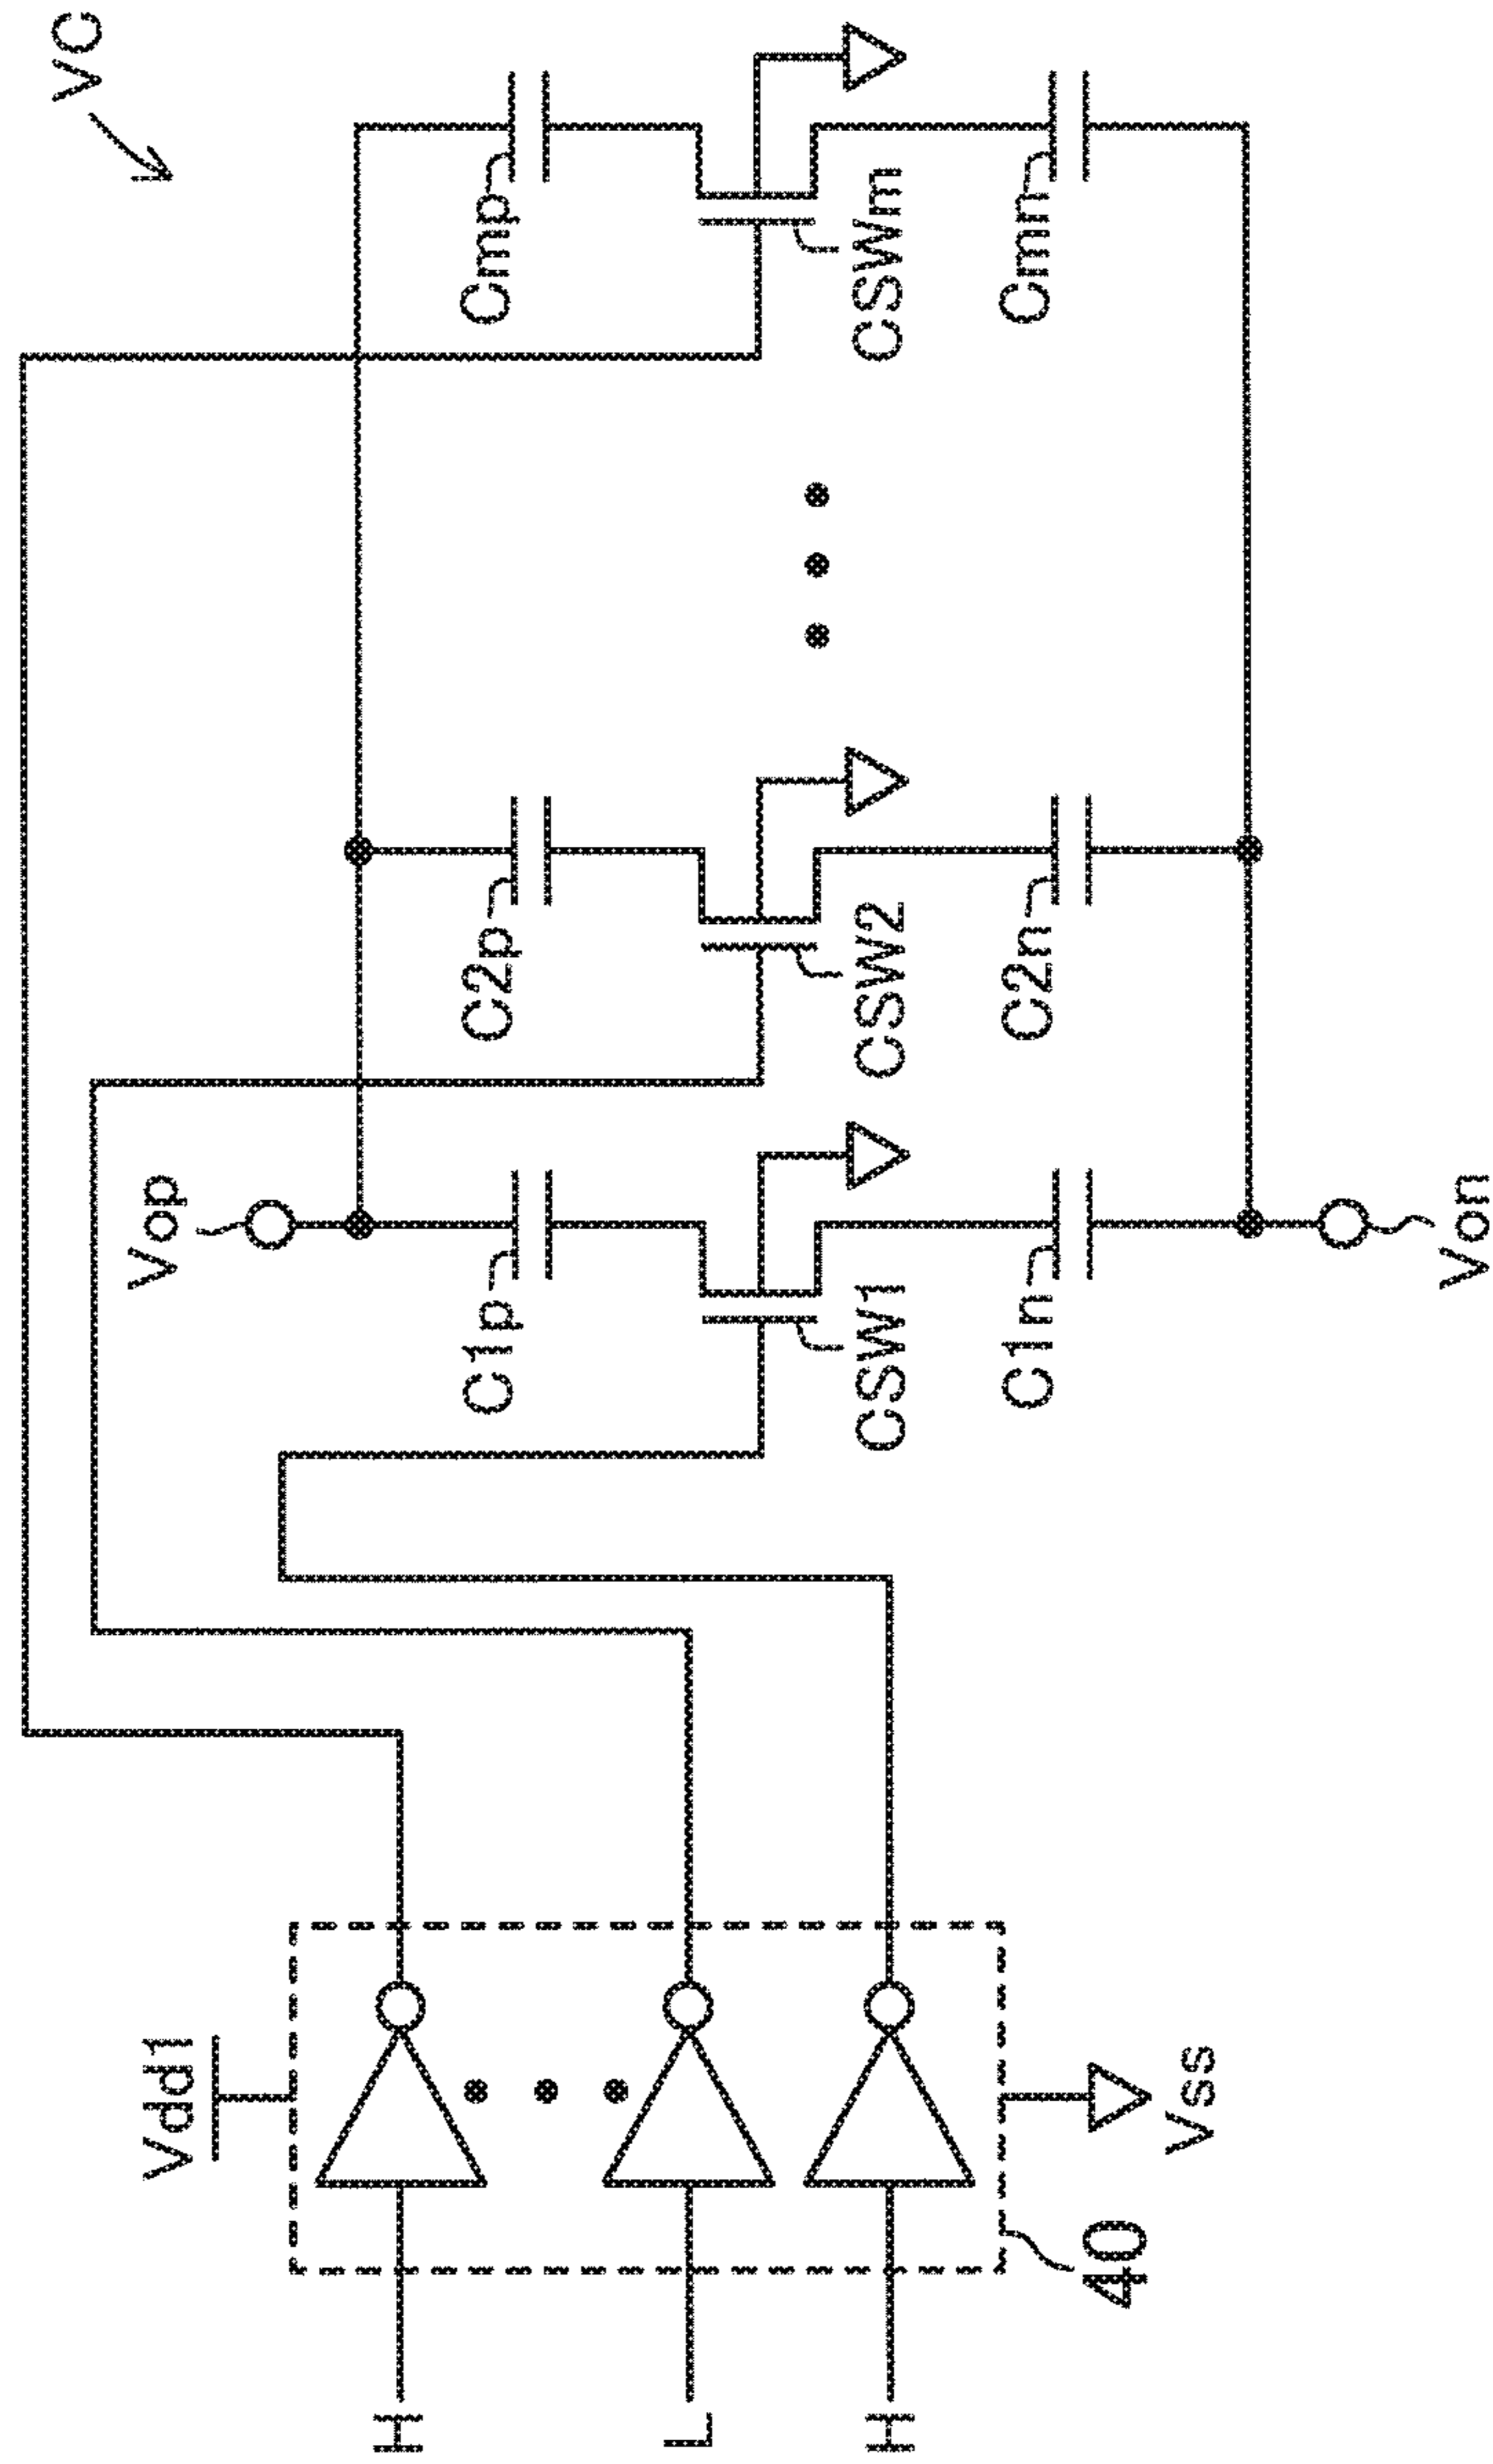 VC
Vop
Vdd1
C1p
C2p
Cmp
H
L
H
CSW1
CSW2
CSWm
C1n
C2n
Cmn
40
Vss
Von